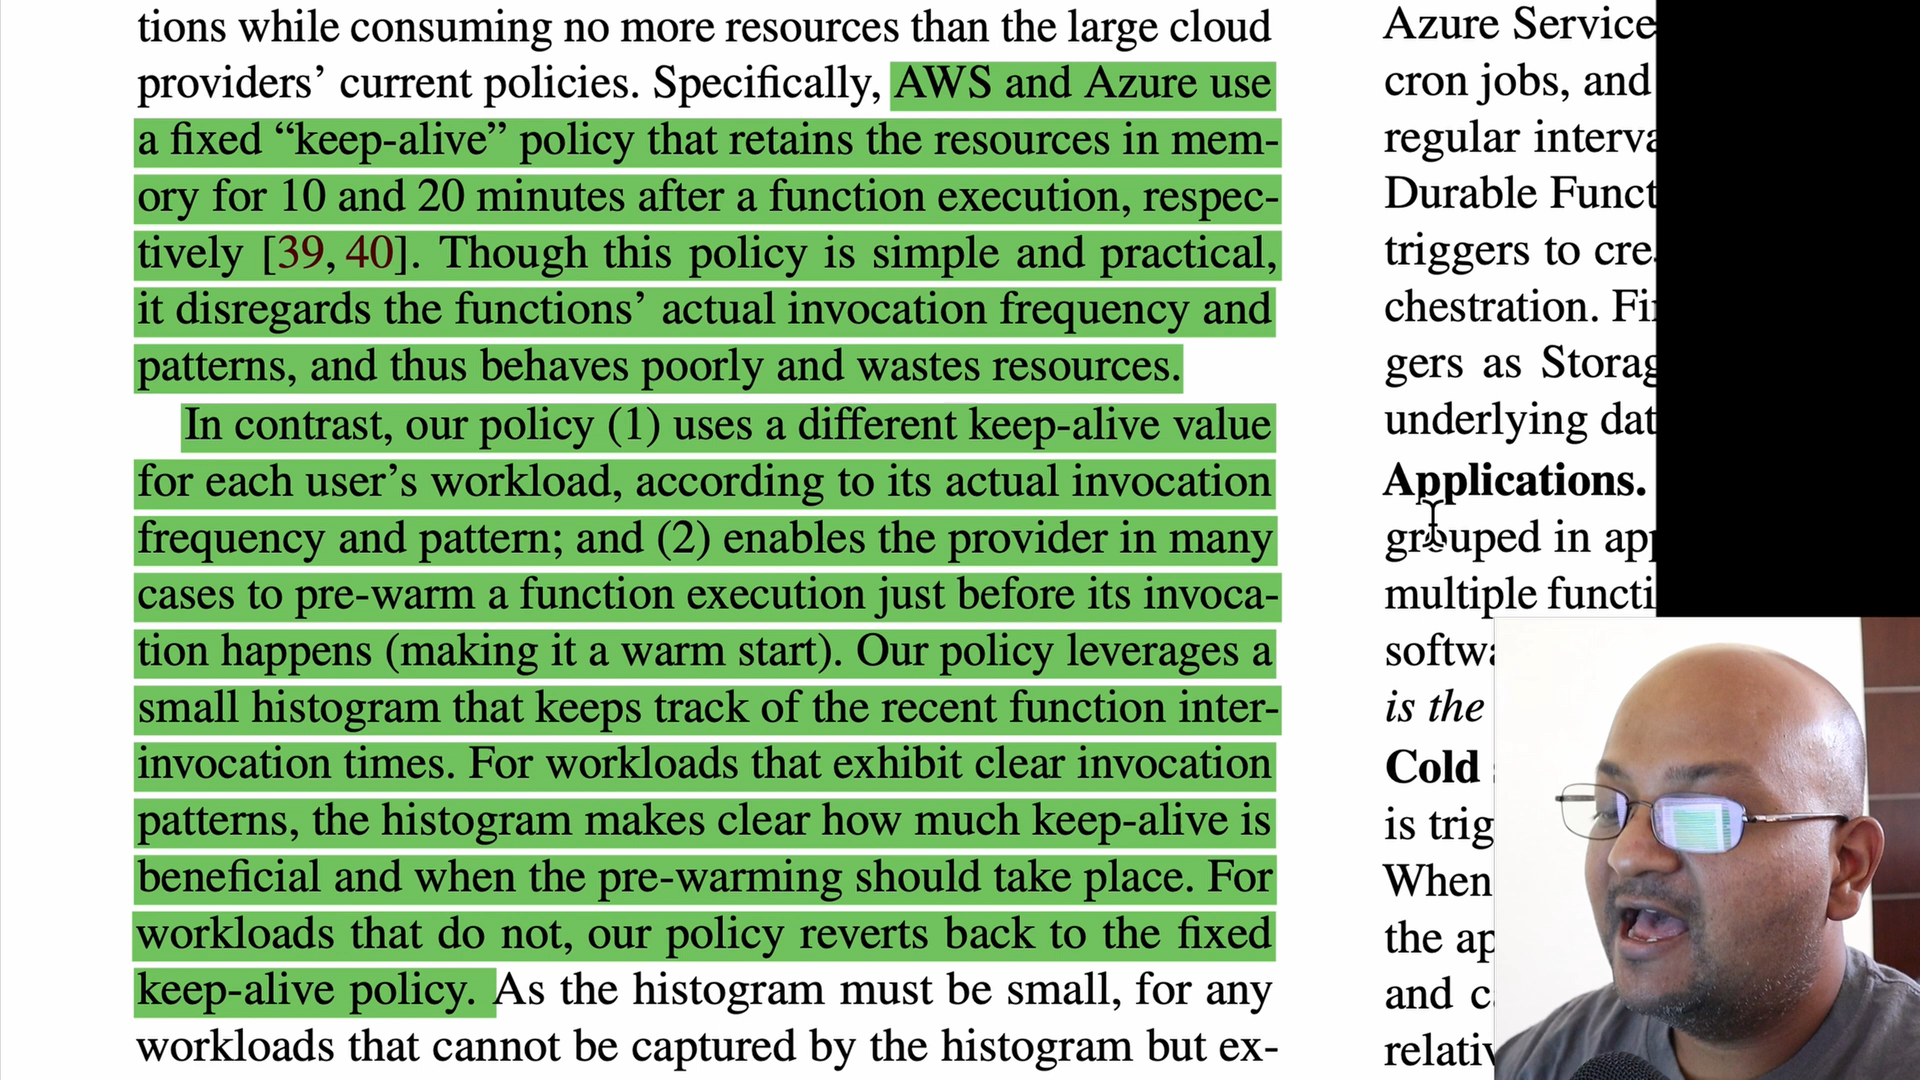 tions while consuming no more resources than the large cloud
providers’ current policies. Specifically, AWS and Azure use
a fixed “keep-alive” policy that retains the resources in mem-
ory for 10 and 20 minutes after a function execution, respec-
tively [39, 40]. Though this policy is simple and practical,
it disregards the functions’ actual invocation frequency and
patterns, and thus behaves poorly and wastes resources.
In contrast, our policy (1) uses a different keep-alive value
for each user’s workload, according to its actual invocation
frequency and pattern; and (2) enables the provider in many
cases to pre-warm a function execution just before its invoca-
tion happens (making it a warm start). Our policy leverages a
small histogram that keeps track of the recent function inter-
invocation times. For workloads that exhibit clear invocation
patterns, the histogram makes clear how much keep-alive is
beneficial and when the pre-warming should take place. For
workloads that do not, our policy reverts back to the fixed
keep-alive policy. As the histogram must be small, for any
workloads that cannot be captured by the histogram but ex-
Azure Service
cron jobs, and
regular interva
Durable Funct
triggers to cre
chestration. Fi
gers as Storag
underlying dat
Applications.
grouped in app
multiple functi
softwa
is the
Cold
is trig
When
the ap
and c
relativ